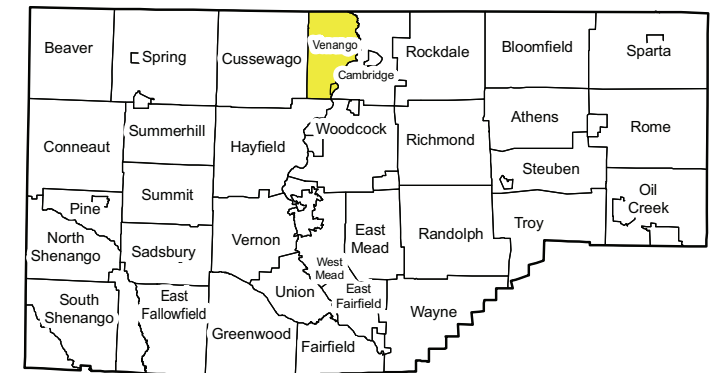 Beaver
Spring
Cussewago
Venango
Cambridge
Rockdale
Bloomfield
Sparta
Conneaut
Summerhill
Hayfield
Woodcock
Richmond
Athens
Rome
Steuben
Summit
Pine
Oil
Creek
North
Shenango
Sadsbury
Vernon
East
Mead
Randolph
Troy
West
Mead
South
Shenango
East
Fallowfield
Union
East
Fairfield
Wayne
Greenwood
Fairfield